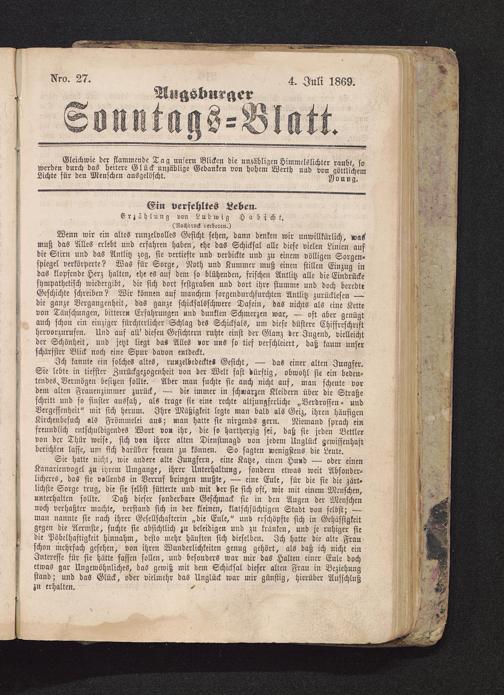 Nro. 27.
4. Juli 1869.
Augsburger
Sonntags=Blatt.
Gleichwie der flammende Tag unsern Blicken die unzähligen Himmelslichter raubt, so
werden durch das heitere Glück unzählige Gedanken von hohem Werth und von göttlichem
Lichte für den Menschen ausgelöscht.
Young.
Ein verfehltes Leben.
Erzählung von Ludwig Habicht.
(Nachdruck verboten.)
Wenn wir ein altes runzelvolles Gesicht sehen, dann denken wir unwillkürlich, was
muß das Alles erlebt und erfahren haben, ehe das Schicksal alle diese vielen Linien auf
die Stirn und das Antlitz zog, sie vertiefte und verdickte und zu einem völligen Sorgen-
spiegel verkörperte? Was für Sorge, Noth und Kummer muß einen stillen Einzug in
das klopfende Herz halten, ehe es auf dem so blühenden, frischen Antlitz alle die Eindrücke
sympathetisch wiedergibt, die sich dort festgraben und dort ihre stumme und doch beredte
Geschichte schreiben? Wir können auf manchem sorgendurchfurchten Antlitz zurücklesen —
die ganze Vergangenheit, das ganze schicksalsschwere Dasein, das nichts als eine Kette
von Täuschungen, bitteren Erfahrungen und dunklen Schmerzen war, — oft aber genügt
auch schon ein einziger fürchterlicher Schlag des Schicksals, um diese düstere Chiffreschrift
hervorzurufen. Und auf all' diesen Gesichtern ruhte einst der Glanz der Jugend, vielleicht
der Schönheit, und jetzt liegt das Alles vor uns so tief verschleiert, daß kaum unser
schärfster Blick noch eine Spur davon entdeckt.
Ich kannte ein solches altes, runzelbedecktes Gesicht, — das einer alten Jungfer.
Sie lebte in tiefster Zurückgezogenheit von der Welt fast dürftig, obwohl sie ein bedeu-
tendes Vermögen besitzen sollte. — Aber man suchte sie auch nicht auf, man scheute vor
dem alten Frauenzimmer zurück, — die immer in schwarzen Kleidern über die Straße
schritt und so finster aussah, als trage sie eine rechte altjungferliche „Verdrossen- und
Vergessenheit" mit sich herum. Ihre Mäßigkeit legte man bald als Geiz, ihren häufigen
Kirchenbesuch als Frömmelei aus; man hatte sie nirgends gern. Niemand sprach ein
freundlich entschuldigendes Wort von ihr, die so hartherzig sei, daß sie jeden Bettler
von der Thür weise, sich von ihrer alten Dienstmagd von jedem Unglück gewissenhaft
berichten lasse, um sich darüber freuen zu können. So sagten wenigstens die Leute.
Sie hatte nicht, wie andere alte Jungfern, eine Katze, einen Hund — oder einen
Kanarienvogel zu ihrem Umgange, ihrer Unterhaltung, sondern etwas weit Absonder-
licheres, das sie vollends in Verruf bringen mußte, — eine Eule, für die sie die zärt-
lichste Sorge trug, die sie selbst fütterte und mit der sie sich oft, wie mit einem Menschen,
unterhalten sollte. Daß dieser sonderbare Geschmack sie in den Augen der Menschen
noch verhaßter machte, verstand sich in der kleinen, klatschsüchtigen Stadt von selbst; —
man nannte sie nach ihrer Gesellschafterin „die Eule," und erschöpfte sich in Gehässigkeit
gegen die Aermste, suchte sie absichtlich zu beleidigen und zu kränken, und je ruhiger sie
die Pöbelhaftigkeit hinnahm, desto mehr häuften sich dieselben. Ich hatte die alte Frau
schon mehrfach gesehen, von ihren Wunderlichkeiten genug gehört, als daß ich nicht ein
Interesse für sie hätte fassen sollen, und besonders war mir das Halten einer Eule doch
etwas gar Ungewöhnliches, das gewiß mit dem Schicksal dieser alten Frau in Beziehung
stand; und das Glück, oder vielmehr das Unglück war mir günstig, hierüber Aufschluß
zu erhalten.